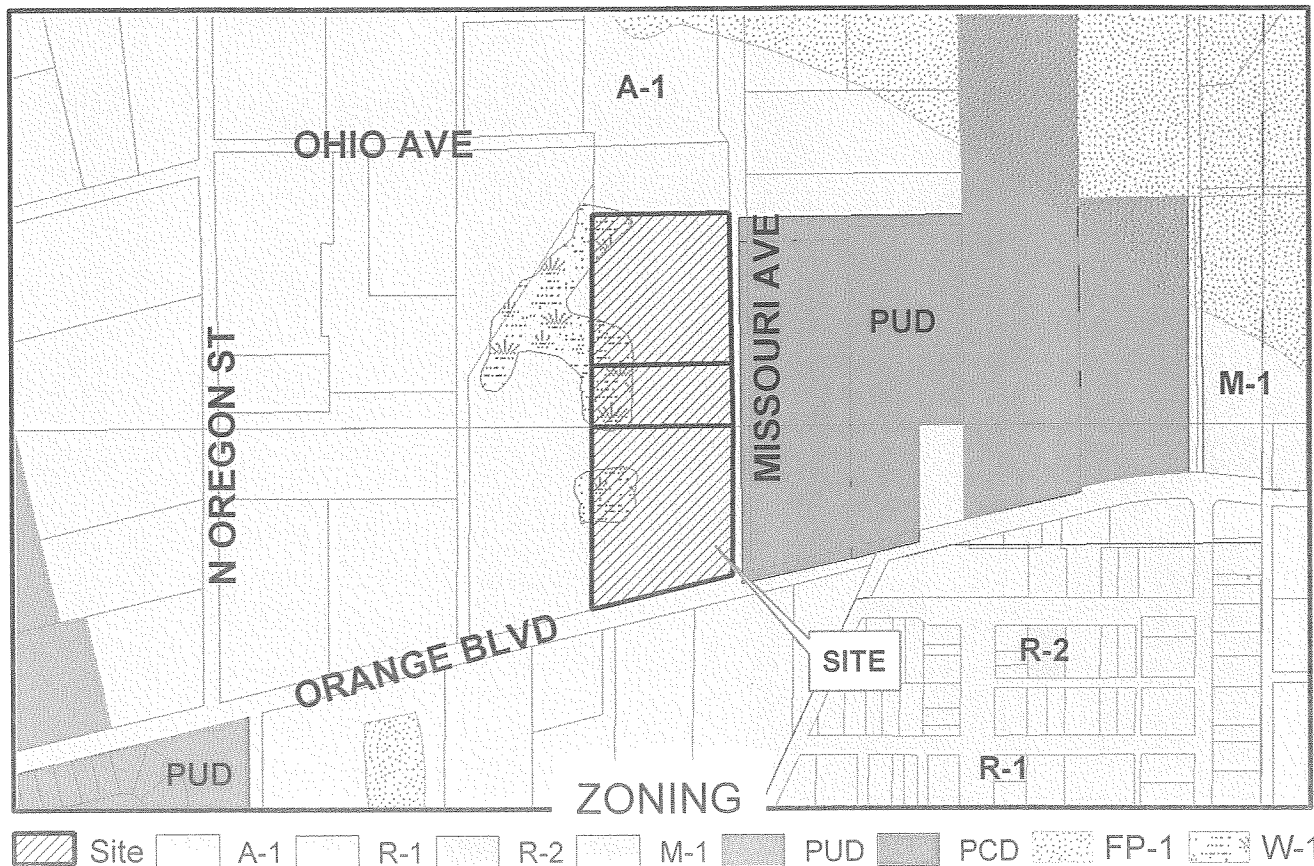 A-1
OHIO AVE
MISSOURI AVE
PUD
N OREGON ST
M-1
ORANGE BLVD
SITE
R-2
R-1
PUD
ZONING
Site A-1 R-1 R-2 M-1 PUD PCD FP-1 W-1